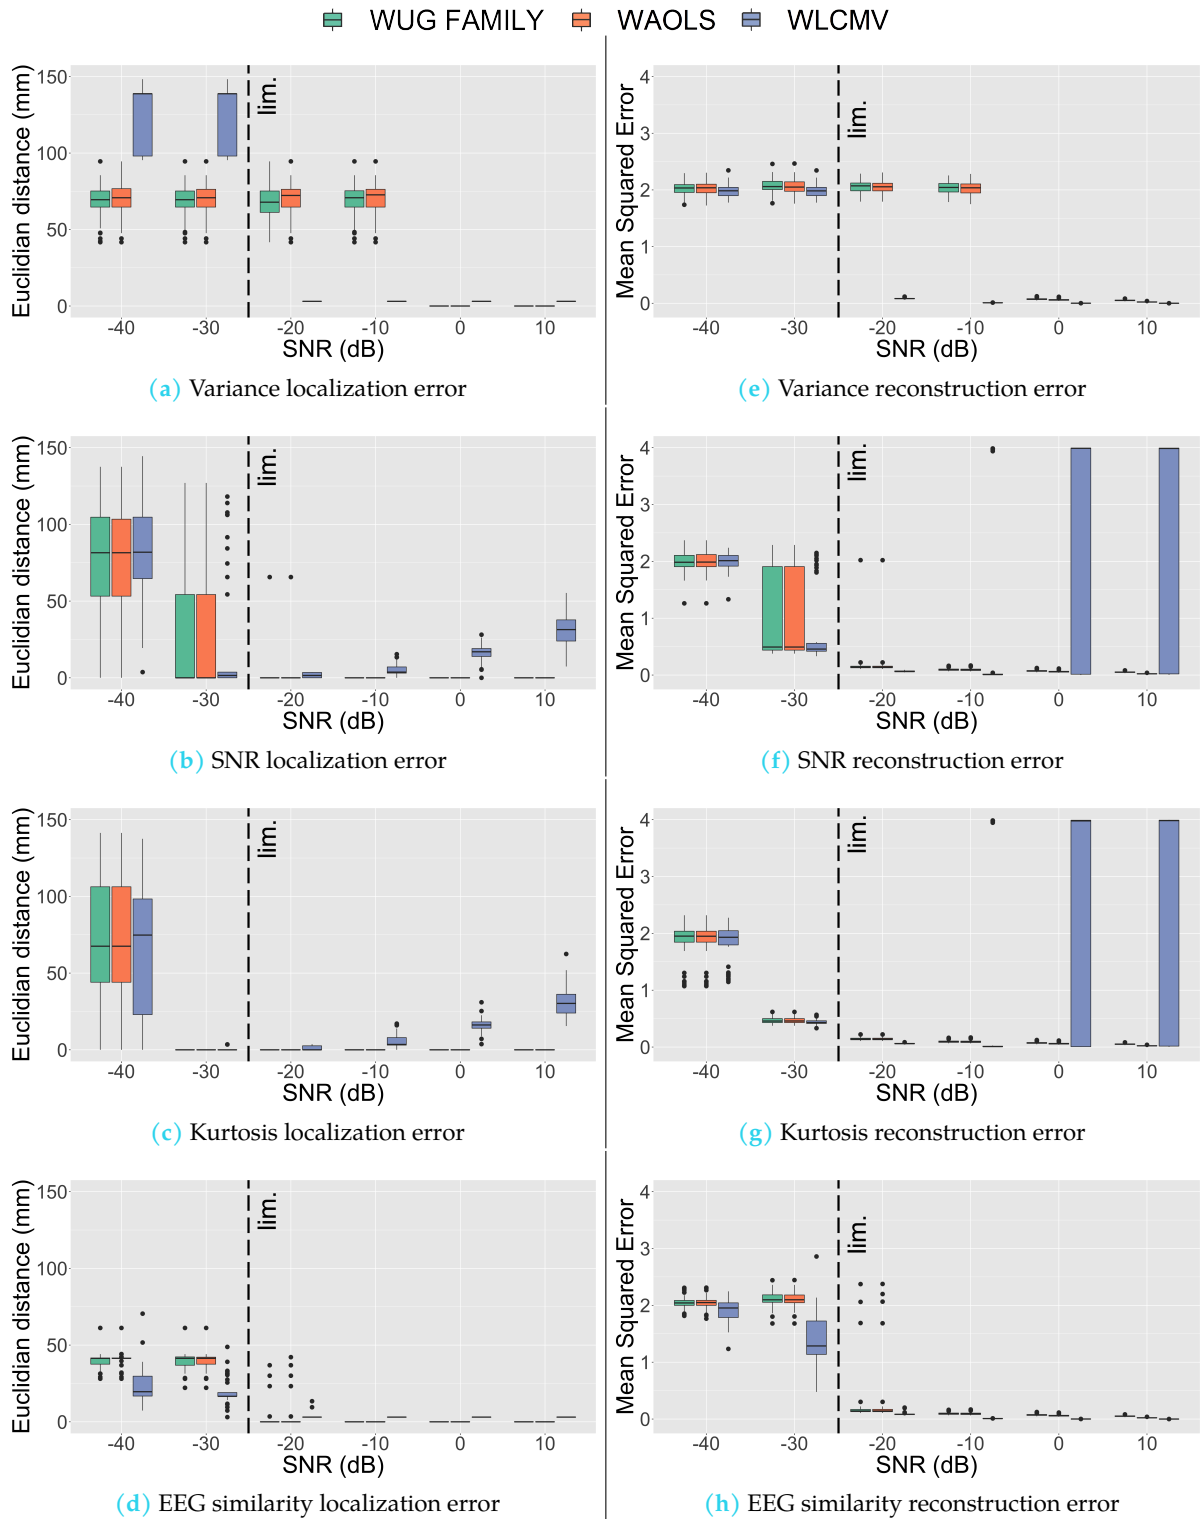 WUG FAMILY WAOLS WLCMV
Euclidian distance (mm)
150
100
50
0
lim.
-40 -30 -20 -10 0 10
SNR (dB)
(a) Variance localization error
Mean Squared Error
4
3
2
1
0
lim.
-40 -30 -20 -10 0 10
SNR (dB)
(e) Variance reconstruction error
Euclidian distance (mm)
150
100
50
0
lim.
-40 -30 -20 -10 0 10
SNR (dB)
(b) SNR localization error
Mean Squared Error
4
3
2
1
0
lim.
-40 -30 -20 -10 0 10
SNR (dB)
(f) SNR reconstruction error
Euclidian distance (mm)
150
100
50
0
lim.
-40 -30 -20 -10 0 10
SNR (dB)
(c) Kurtosis localization error
Mean Squared Error
4
3
2
1
0
lim.
-40 -30 -20 -10 0 10
SNR (dB)
(g) Kurtosis reconstruction error
Euclidian distance (mm)
150
100
50
0
lim.
-40 -30 -20 -10 0 10
SNR (dB)
(d) EEG similarity localization error
Mean Squared Error
4
3
2
1
0
lim.
-40 -30 -20 -10 0 10
SNR (dB)
(h) EEG similarity reconstruction error